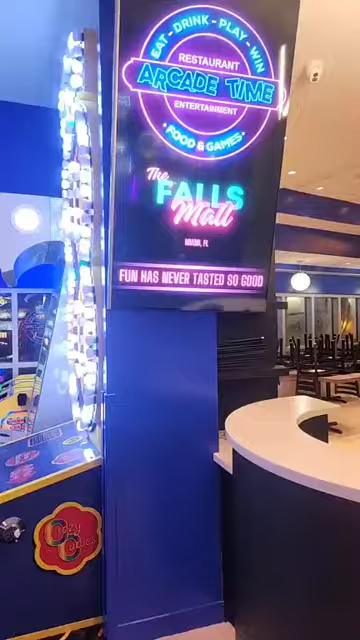 EAT - DRINK - PLAY - WIN
RESTAURANT
ARCADE TIME
ENTERTAINMENT
• FOOD & GAMES •
The
FALLS
Mall
MIAMI, FL
FUN HAS NEVER TASTED SO GOOD